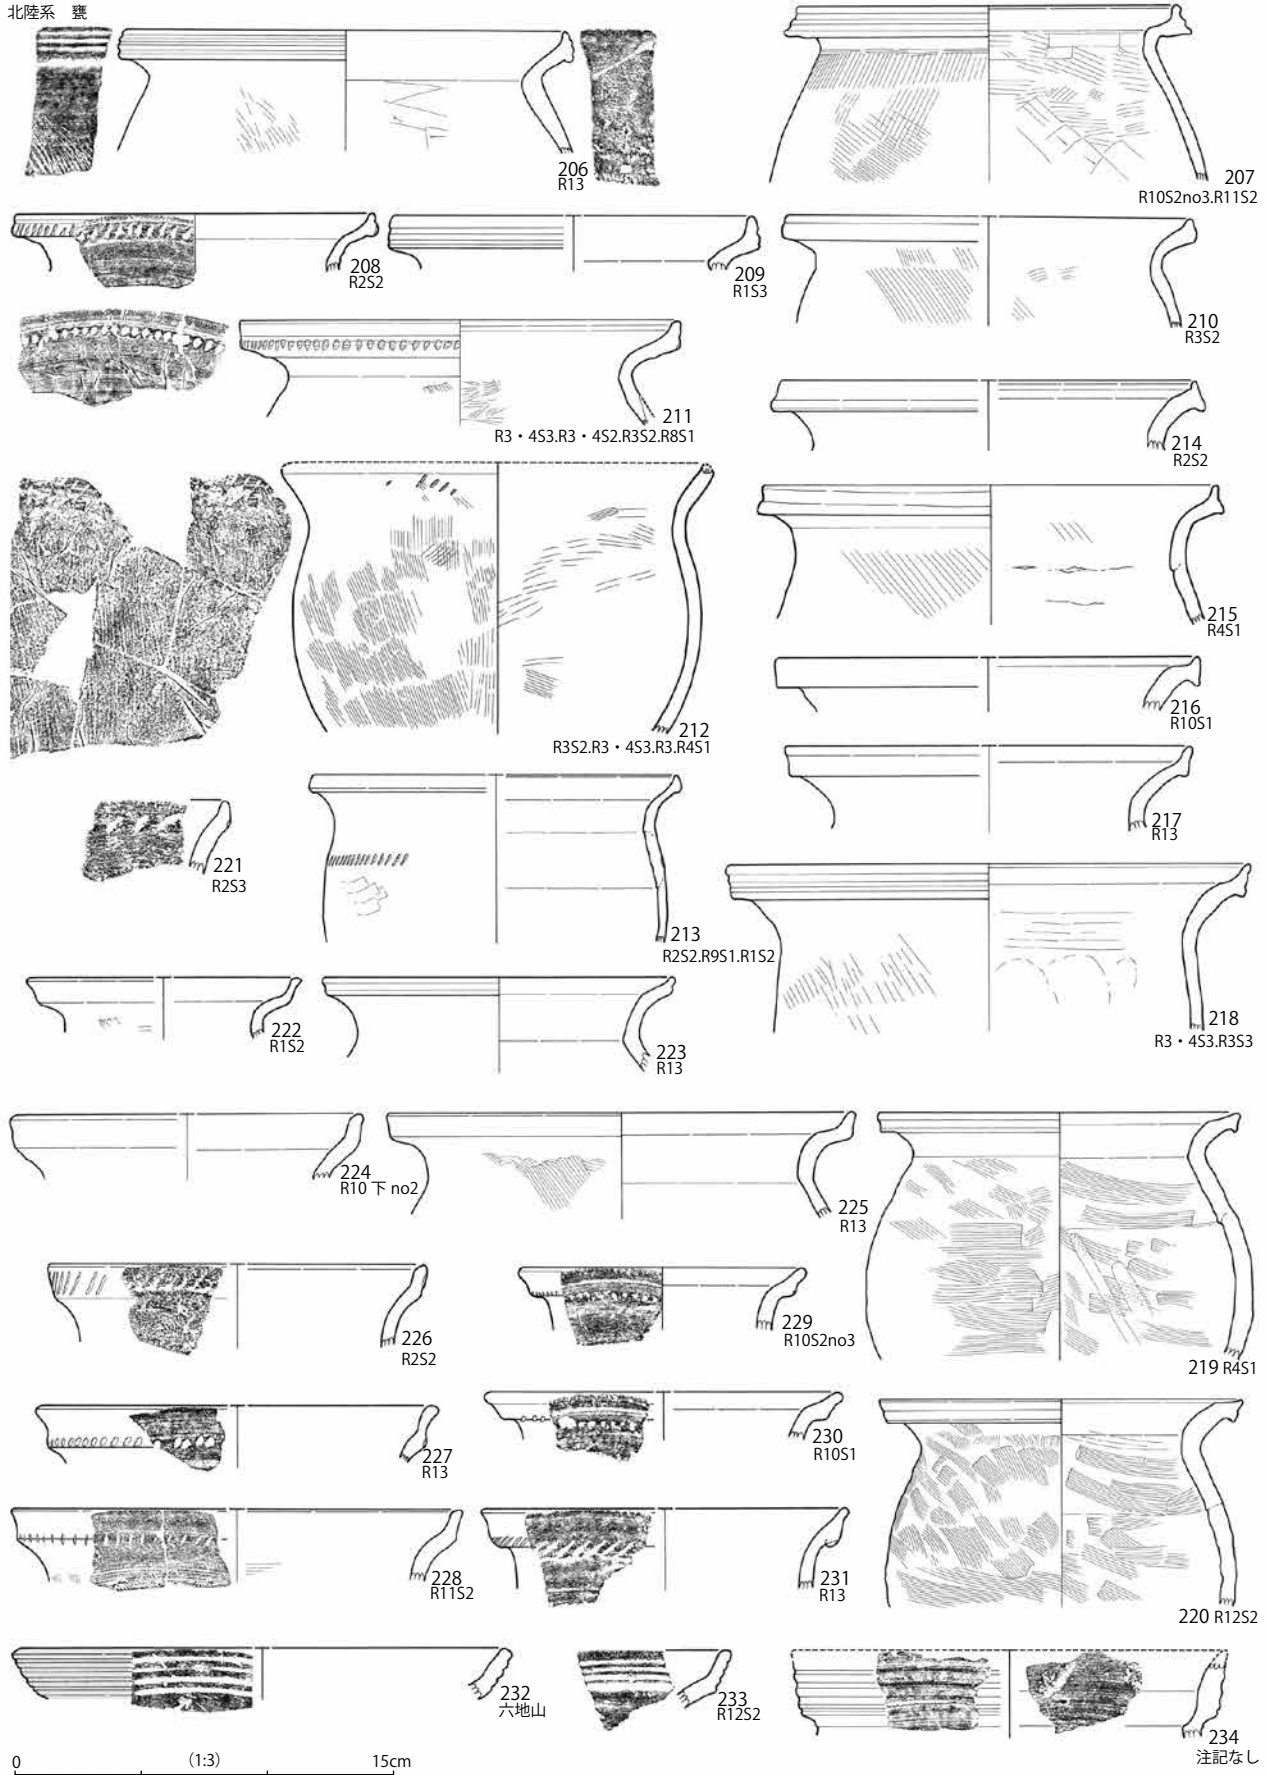 北陸系　甕
206
R13
207
R10S2no3.R11S2
208
R2S2
209
R1S3
210
R3S2
211
R3・4S3.R3・4S2.R3S2.R8S1
214
R2S2
215
R4S1
212
R3S2.R3・4S3.R3.R4S1
216
R10S1
217
R13
221
R2S3
213
R2S2.R9S1.R1S2
218
R3・4S3.R3S3
222
R1S2
223
R13
224
R10 下 no2
225
R13
219 R4S1
226
R2S2
229
R10S2no3
227
R13
230
R10S1
228
R11S2
231
R13
220 R12S2
232
六地山
233
R12S2
234
注記なし
0 (1:3) 15cm